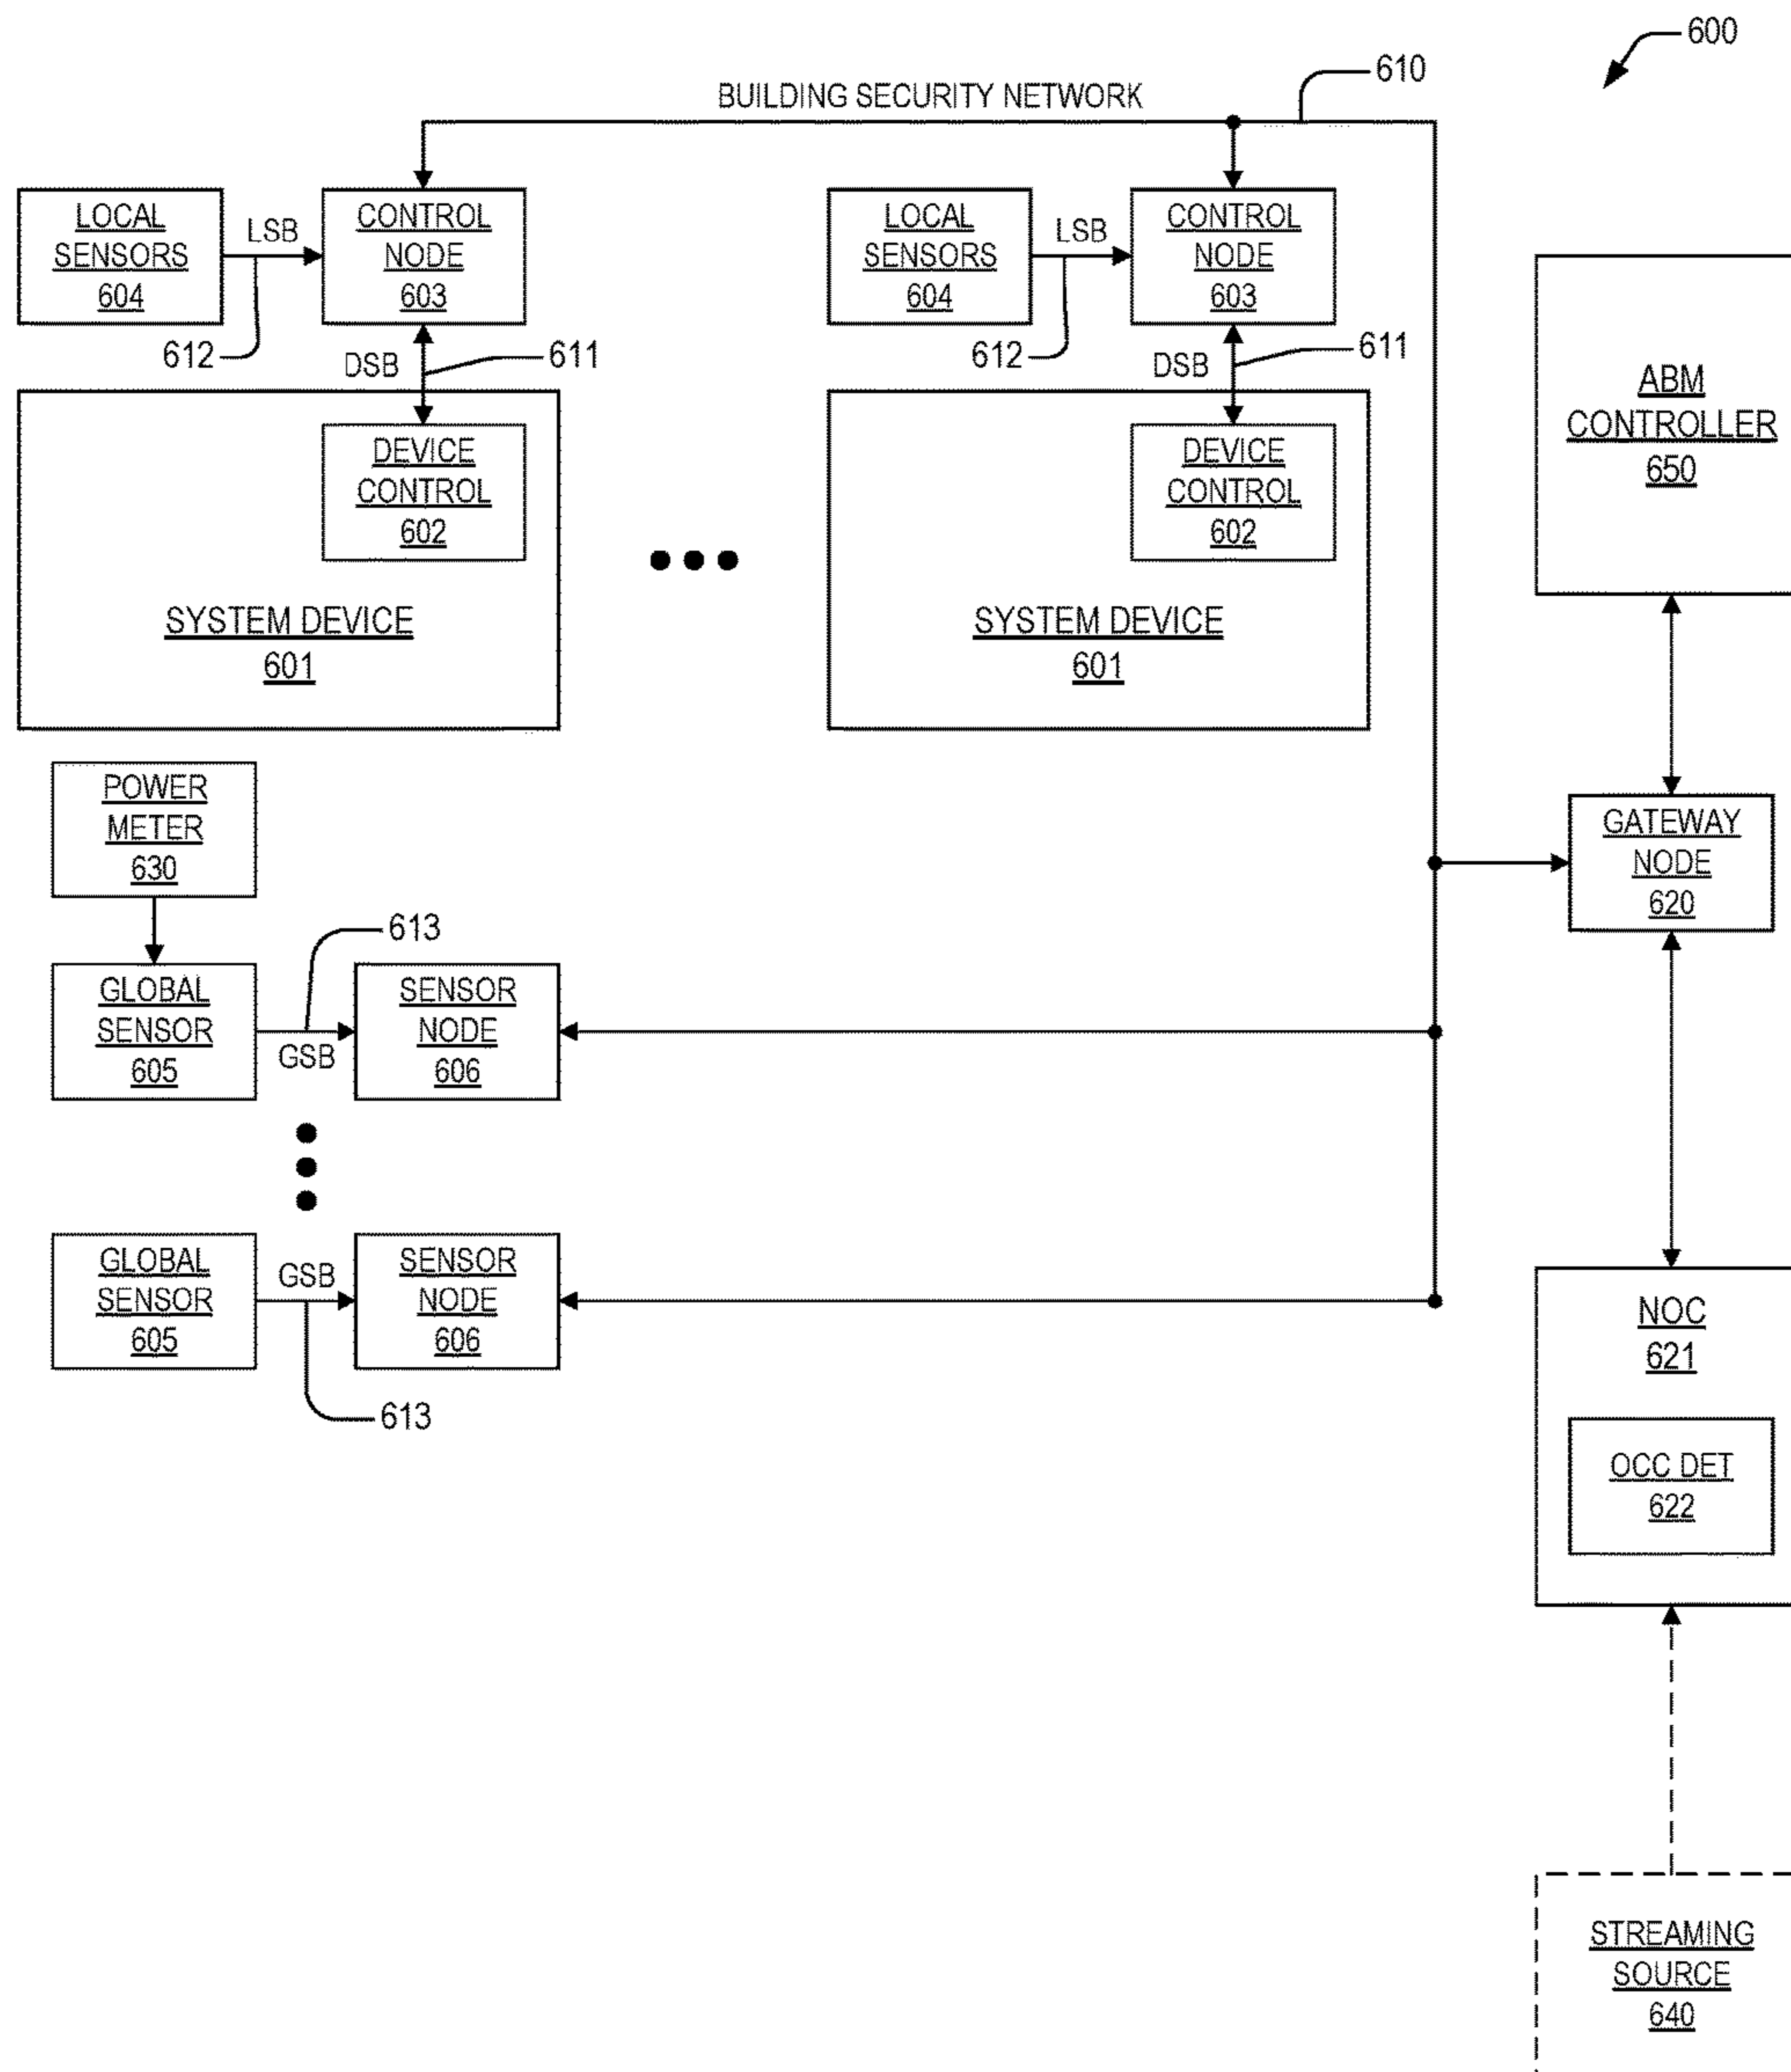 600
610
BUILDING SECURITY NETWORK
LOCAL
SENSORS
604
LSB
CONTROL
NODE
603
612
DSB
611
DEVICE
CONTROL
602
SYSTEM DEVICE
601
LOCAL
SENSORS
604
LSB
CONTROL
NODE
603
612
DSB
611
DEVICE
CONTROL
602
SYSTEM DEVICE
601
ABM
CONTROLLER
650
POWER
METER
630
GATEWAY
NODE
620
613
GLOBAL
SENSOR
605
GSB
SENSOR
NODE
606
GLOBAL
SENSOR
605
GSB
SENSOR
NODE
606
613
NOC
621
OCC DET
622
STREAMING
SOURCE
640